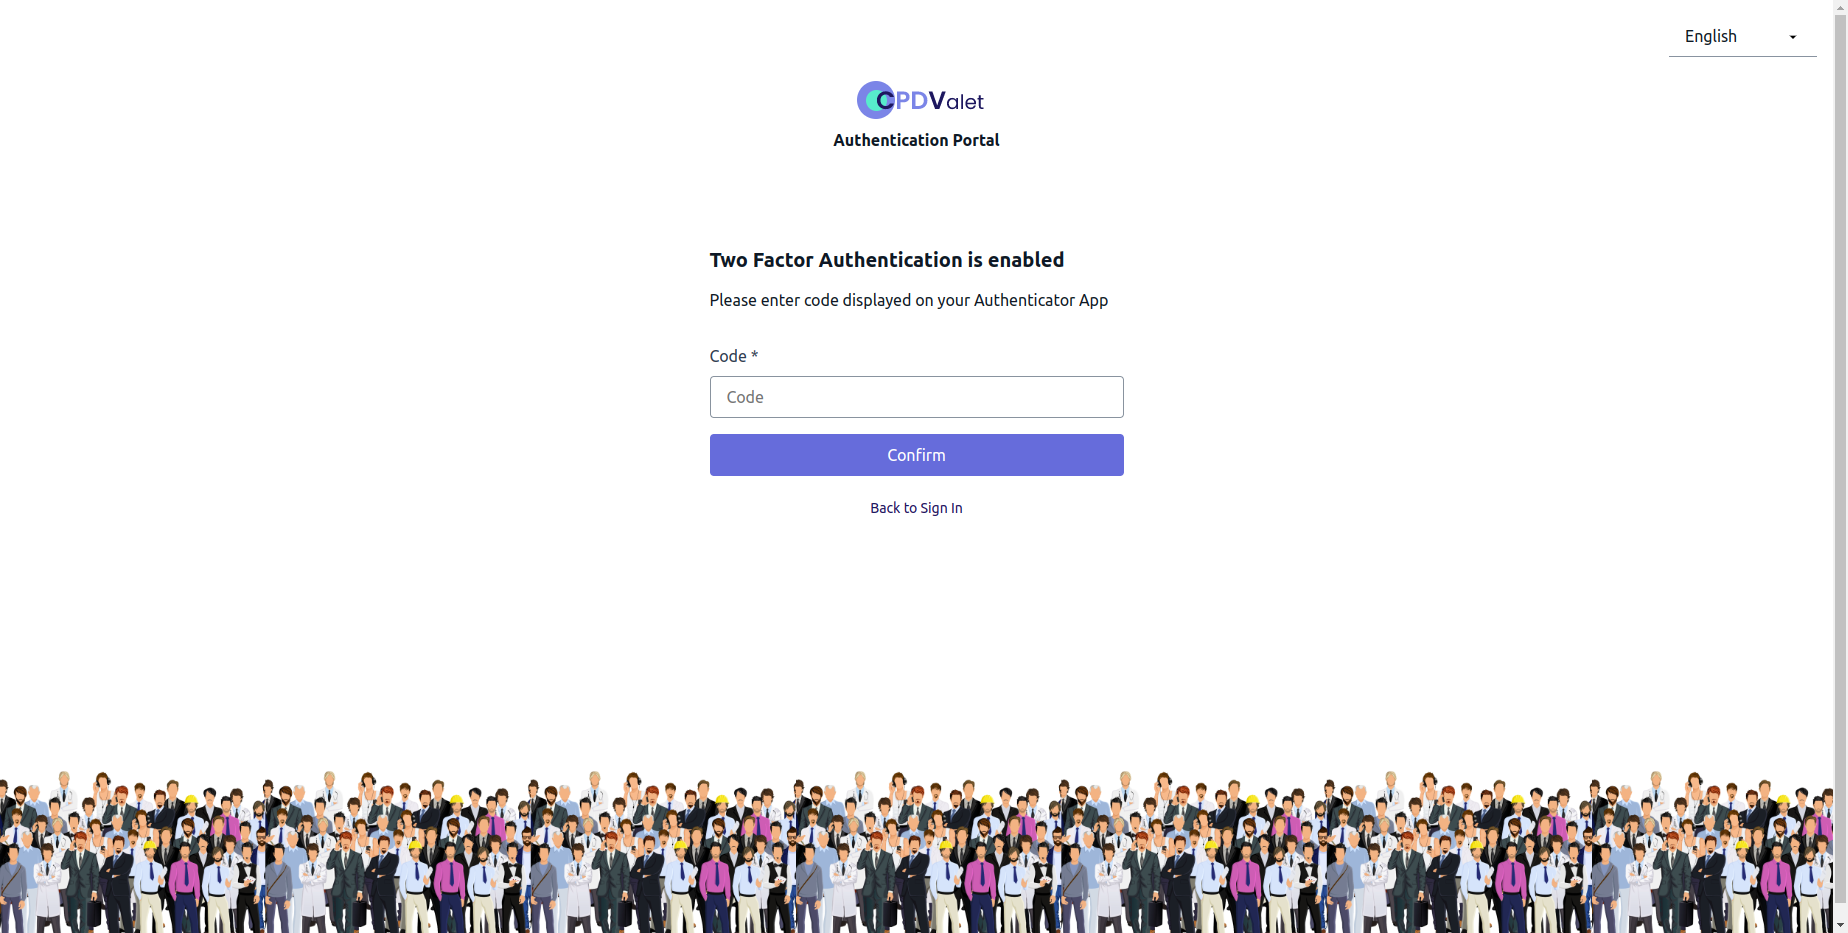 English
CPDValet
Authentication Portal
Two Factor Authentication is enabled
Please enter code displayed on your Authenticator App
Code *
Code
Confirm
Back to Sign In